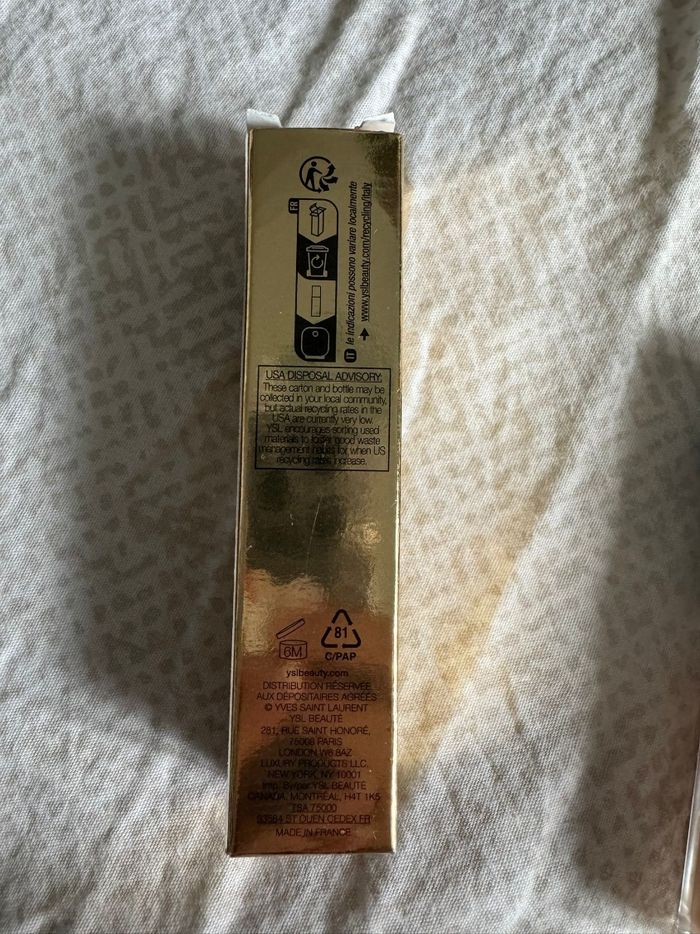 FR
IT le indicazioni possono variare localmente
www.yslbeauty.com/recycling/italy
USA DISPOSAL ADVISORY:
These carton and bottle may be
collected in your local community,
but actual recycling rates in the
USA are currently very low.
YSL encourages sorting used
materials to foster good waste
management habits for when US
recycling rates increase.
6M
81
C/PAP
yslbeauty.com
DISTRIBUTION RÉSERVÉE
AUX DÉPOSITAIRES AGRÉÉS
© YVES SAINT LAURENT
YSL BEAUTÉ
281, RUE SAINT HONORÉ,
75008 PARIS
LONDON W6 8AZ
LUXURY PRODUCTS LLC.
NEW YORK, NY 10001
Imp. By/par YSL BEAUTÉ
CANADA, MONTRÉAL, H4T 1K5
TSA 75000
93584 ST OUEN CEDEX FR
MADE IN FRANCE